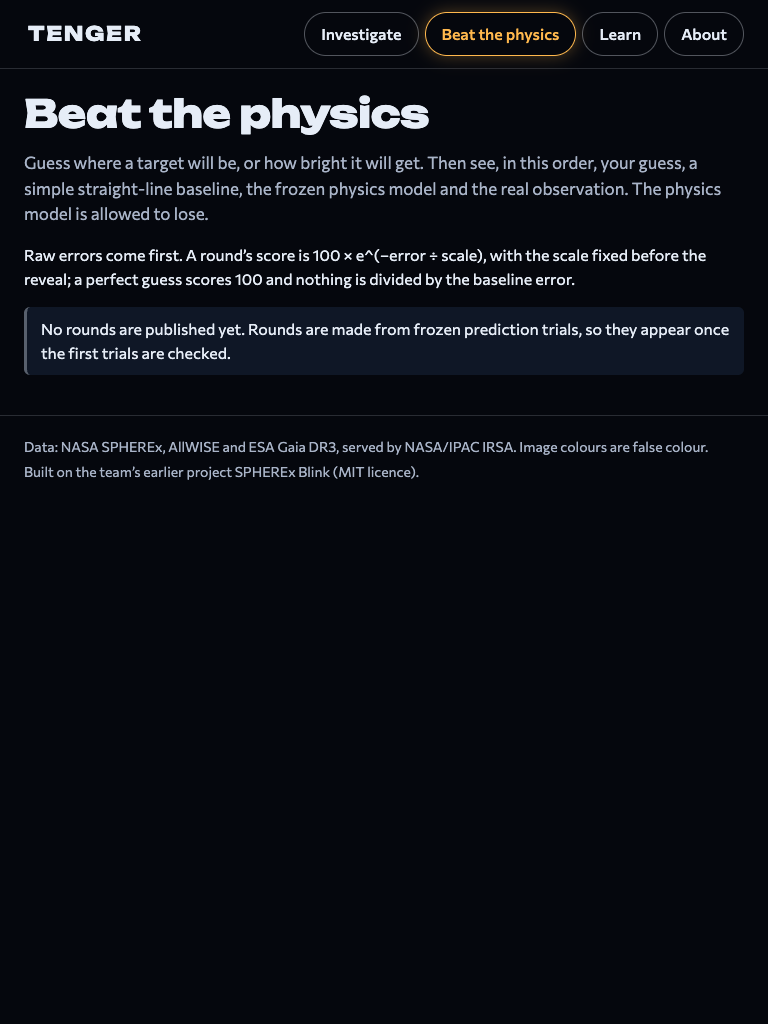 TENGER
Investigate
Beat the physics
Learn
About
Beat the physics
Guess where a target will be, or how bright it will get. Then see, in this order, your guess, a
simple straight-line baseline, the frozen physics model and the real observation. The physics
model is allowed to lose.
Raw errors come first. A round’s score is 100 × e^(−error ÷ scale), with the scale fixed before the
reveal; a perfect guess scores 100 and nothing is divided by the baseline error.
No rounds are published yet. Rounds are made from frozen prediction trials, so they appear once
the first trials are checked.
Data: NASA SPHEREx, AllWISE and ESA Gaia DR3, served by NASA/IPAC IRSA. Image colours are false colour.
Built on the team’s earlier project SPHEREx Blink (MIT licence).